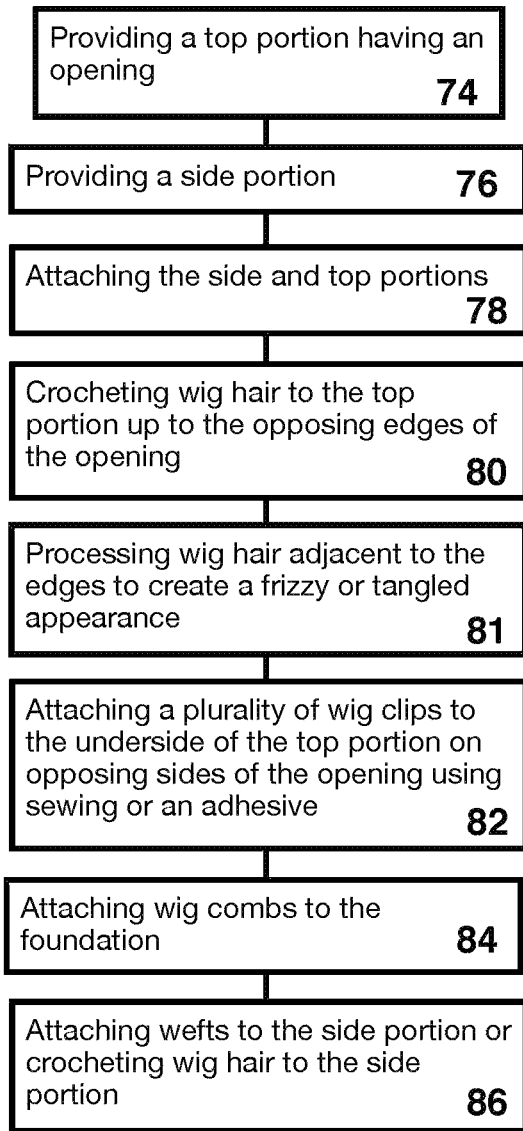 Providing a top portion having an
opening
74
Providing a side portion 76
Attaching the side and top portions
78
Crocheting wig hair to the top
portion up to the opposing edges of
the opening
80
Processing wig hair adjacent to the
edges to create a frizzy or tangled
appearance
81
Attaching a plurality of wig clips to
the underside of the top portion on
opposing sides of the opening using
sewing or an adhesive
82
Attaching wig combs to the
foundation 84
Attaching wefts to the side portion or
crocheting wig hair to the side
portion
86